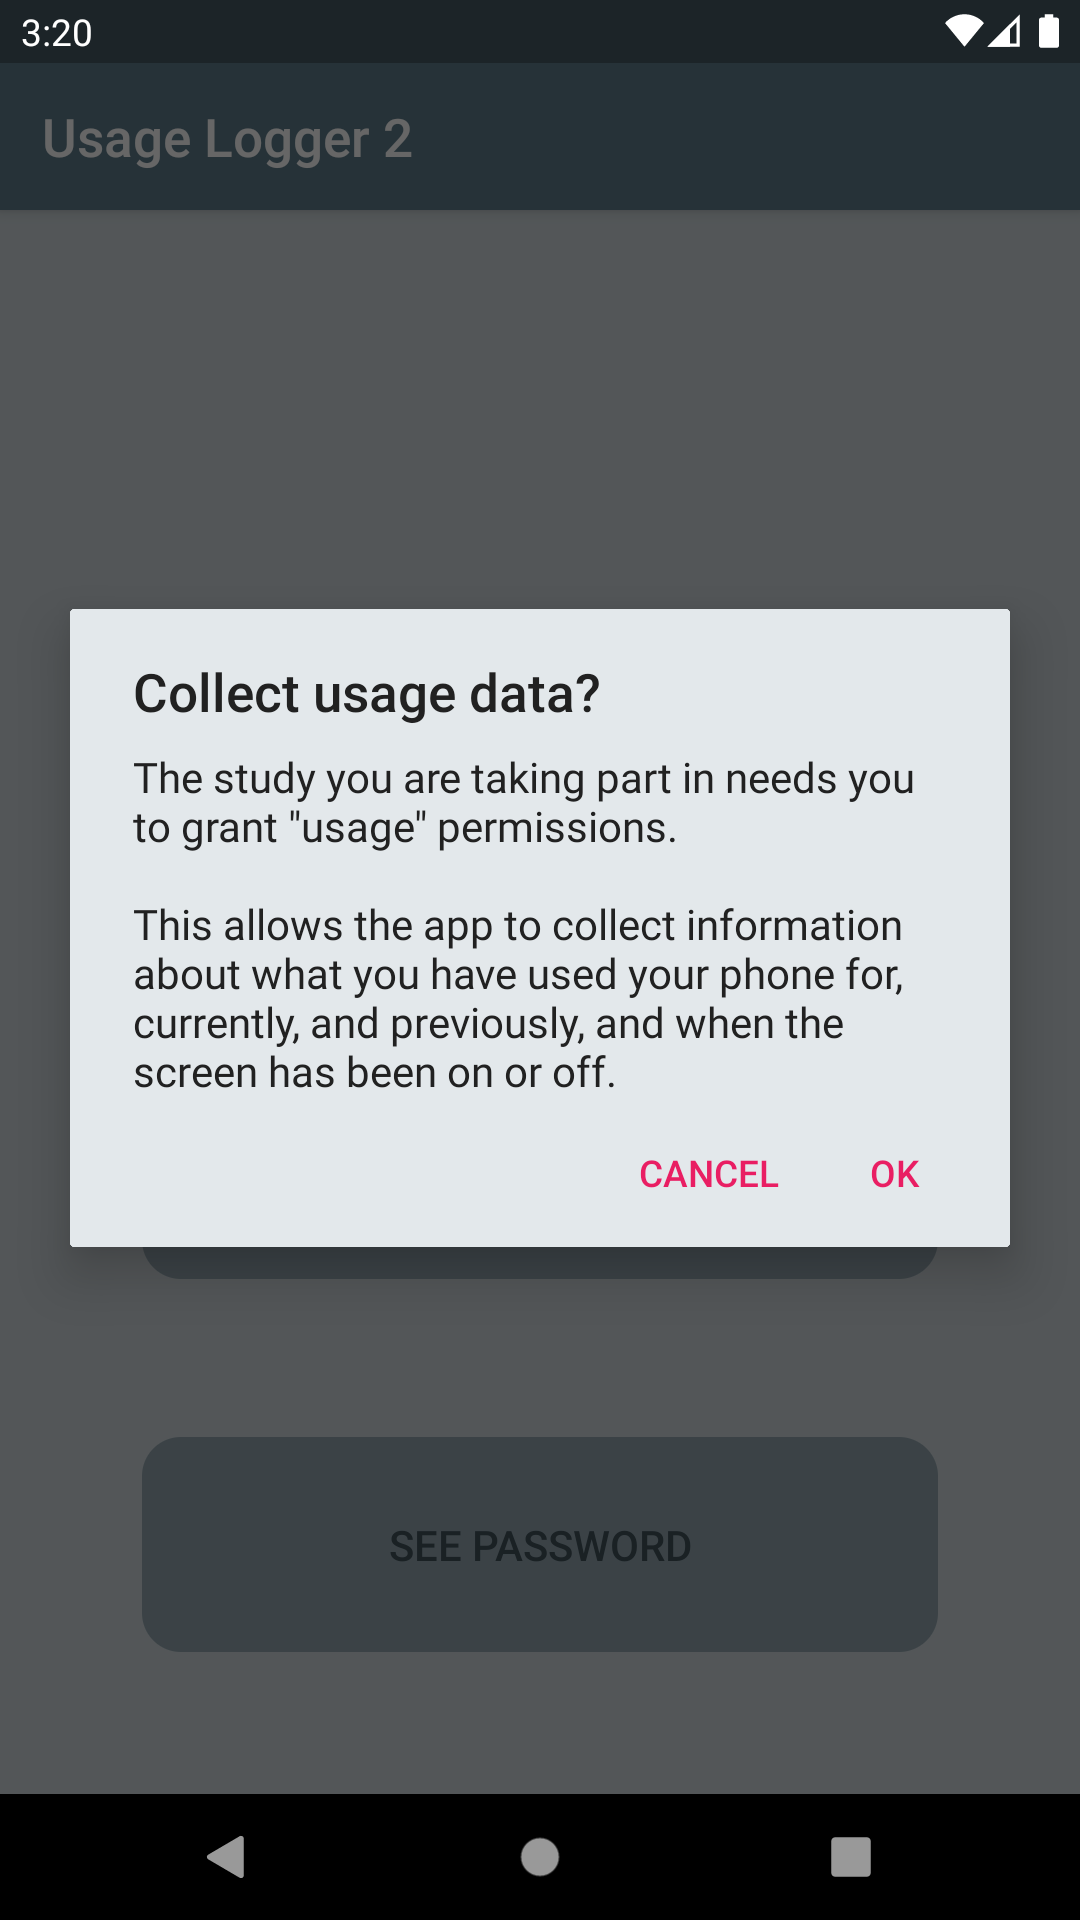 3:20
Usage Logger 2
Collect usage data?
The study you are taking part in needs you
to grant "usage" permissions.
This allows the app to collect information
about what you have used your phone for,
currently, and previously, and when the
screen has been on or off.
CANCEL OK
SEE PASSWORD